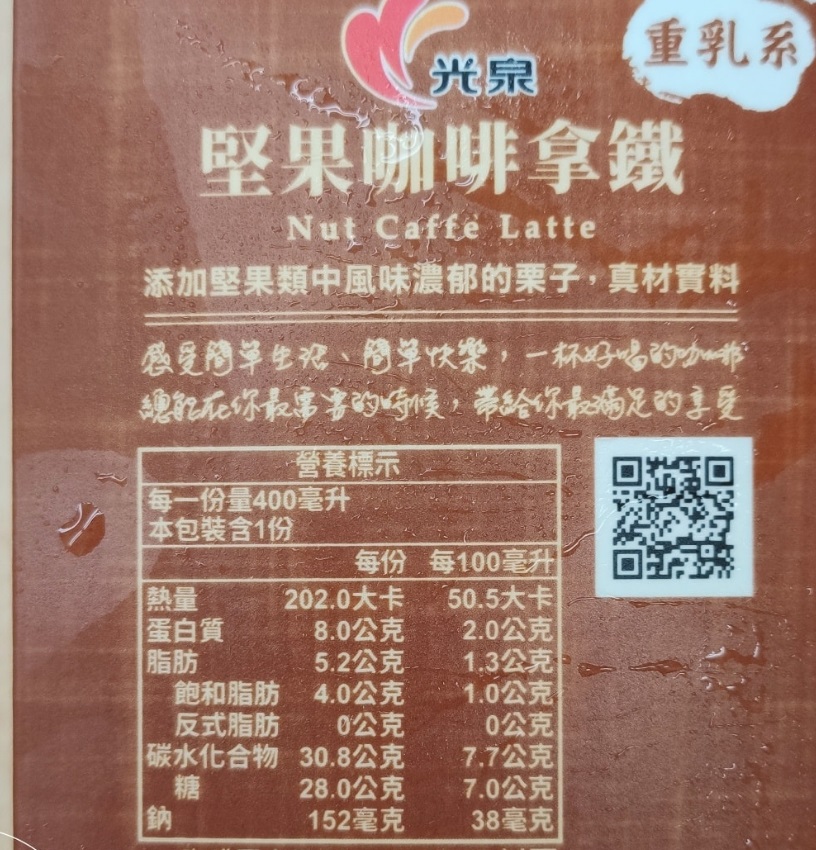 光泉
重乳系
堅果咖啡拿鐵
Nut Caffé Latte
添加堅果類中風味濃郁的栗子，真材實料
感受簡單生活、簡單快樂，一杯好喝的咖啡
總能在你最需要的時候，帶給你最滿足的享受
營養標示
每一份量400毫升
本包裝含1份
每份 每100毫升
熱量 202.0大卡 50.5大卡
蛋白質 8.0公克 2.0公克
脂肪 5.2公克 1.3公克
飽和脂肪 4.0公克 1.0公克
反式脂肪 0公克 0公克
碳水化合物 30.8公克 7.7公克
糖 28.0公克 7.0公克
鈉 152毫克 38毫克